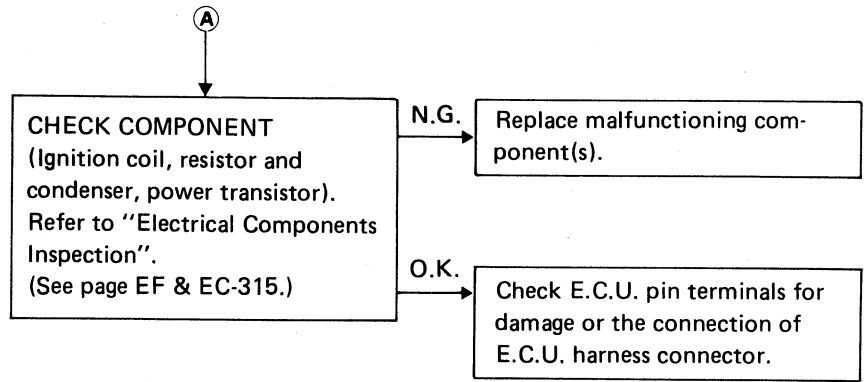 A
CHECK COMPONENT
(Ignition coil, resistor and
condenser, power transistor).
Refer to "Electrical Components
Inspection".
(See page EF & EC-315.)
N.G.
Replace malfunctioning com-
ponent(s).
O.K.
Check E.C.U. pin terminals for
damage or the connection of
E.C.U. harness connector.